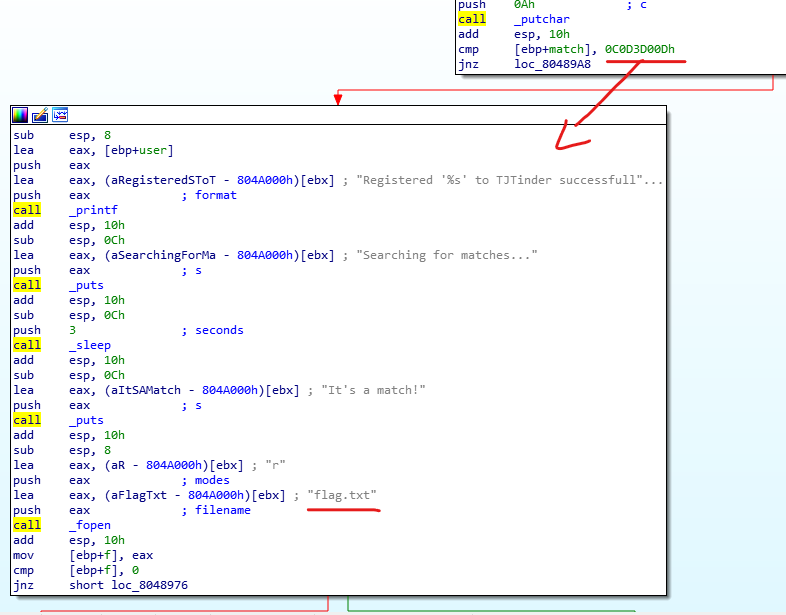 push 0Ah ; c
call _putchar
add esp, 10h
cmp [ebp+match], 0C0D3D00Dh
jnz loc_80489A8
sub esp, 8
lea eax, [ebp+user]
push eax
lea eax, (aRegisteredSToT - 804A000h)[ebx] ; "Registered '%s' to TJTinder successfull"...
push eax ; format
call _printf
add esp, 10h
sub esp, 0Ch
lea eax, (aSearchingForMa - 804A000h)[ebx] ; "Searching for matches..."
push eax ; s
call _puts
add esp, 10h
sub esp, 0Ch
push 3 ; seconds
call _sleep
add esp, 10h
sub esp, 0Ch
lea eax, (aItSAMatch - 804A000h)[ebx] ; "It's a match!"
push eax ; s
call _puts
add esp, 10h
sub esp, 8
lea eax, (aR - 804A000h)[ebx] ; "r"
push eax ; modes
lea eax, (aFlagTxt - 804A000h)[ebx] ; "flag.txt"
push eax ; filename
call _fopen
add esp, 10h
mov [ebp+f], eax
cmp [ebp+f], 0
jnz short loc_8048976